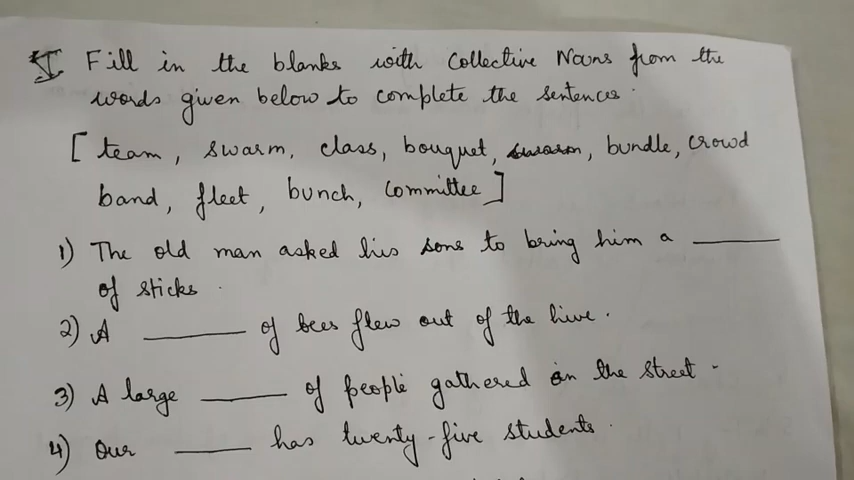 I Fill in the blanks with Collective Nouns from the
words given below to complete the sentences.
[ team, swarm, class, bouquet, swarm, bundle, crowd
band, fleet, bunch, committee ]
1) The old man asked his sons to bring him a ______
of sticks.
2) A ______ of bees flew out of the hive.
3) A large ______ of people gathered on the street.
4) Our ______ has twenty-five students.